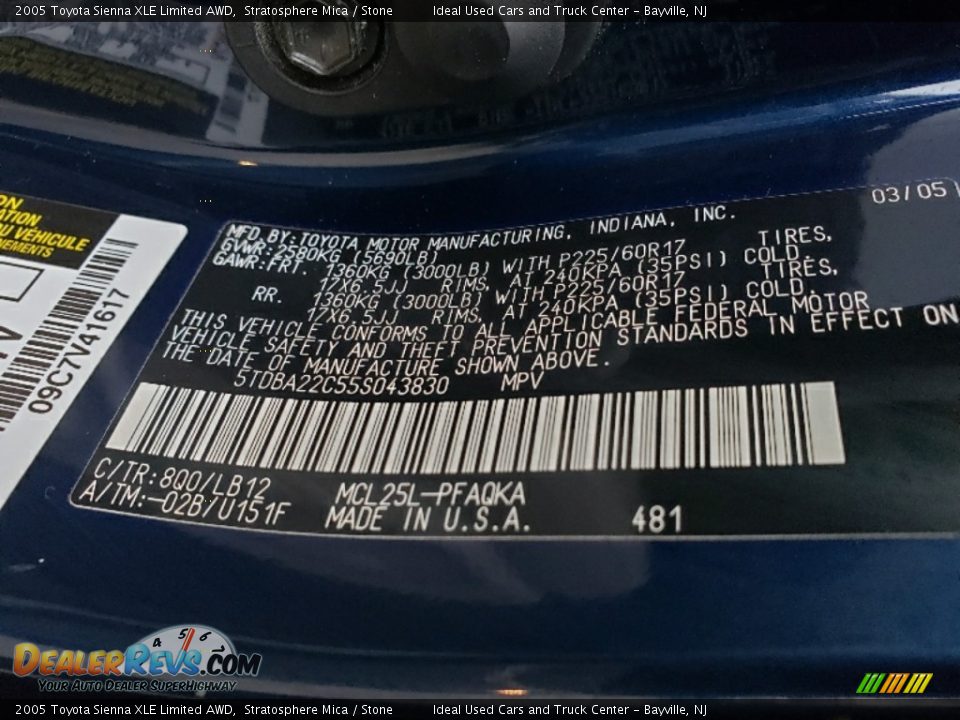 2005 Toyota Sienna XLE Limited AWD, Stratosphere Mica / Stone Ideal Used Cars and Truck Center - Bayville, NJ
03/05
MFD. BY: TOYOTA MOTOR MANUFACTURING, INDIANA, INC.
GVWR: 2580KG (5690LB)
GAWR: FRT. 1360KG (3000LB) WITH P225/60R17 TIRES,
17X6.5JJ RIMS, AT 240KPA (35PSI) COLD.
RR. 1360KG (3000LB) WITH P225/60R17 TIRES,
17X6.5JJ RIMS, AT 240KPA (35PSI) COLD.
THIS VEHICLE CONFORMS TO ALL APPLICABLE FEDERAL MOTOR
VEHICLE SAFETY AND THEFT PREVENTION STANDARDS IN EFFECT ON
THE DATE OF MANUFACTURE SHOWN ABOVE.
5TDBA22C55S043830 MPV
C/TR: 8Q0/LB12 MCL25L-PFAQKA
A/TM: -02B/U151F MADE IN U.S.A. 481
U VÉHICULE
09C7V41617
4 5 6
DEALERREVS.COM
YOUR AUTO DEALER SUPERHIGHWAY
2005 Toyota Sienna XLE Limited AWD, Stratosphere Mica / Stone Ideal Used Cars and Truck Center - Bayville, NJ